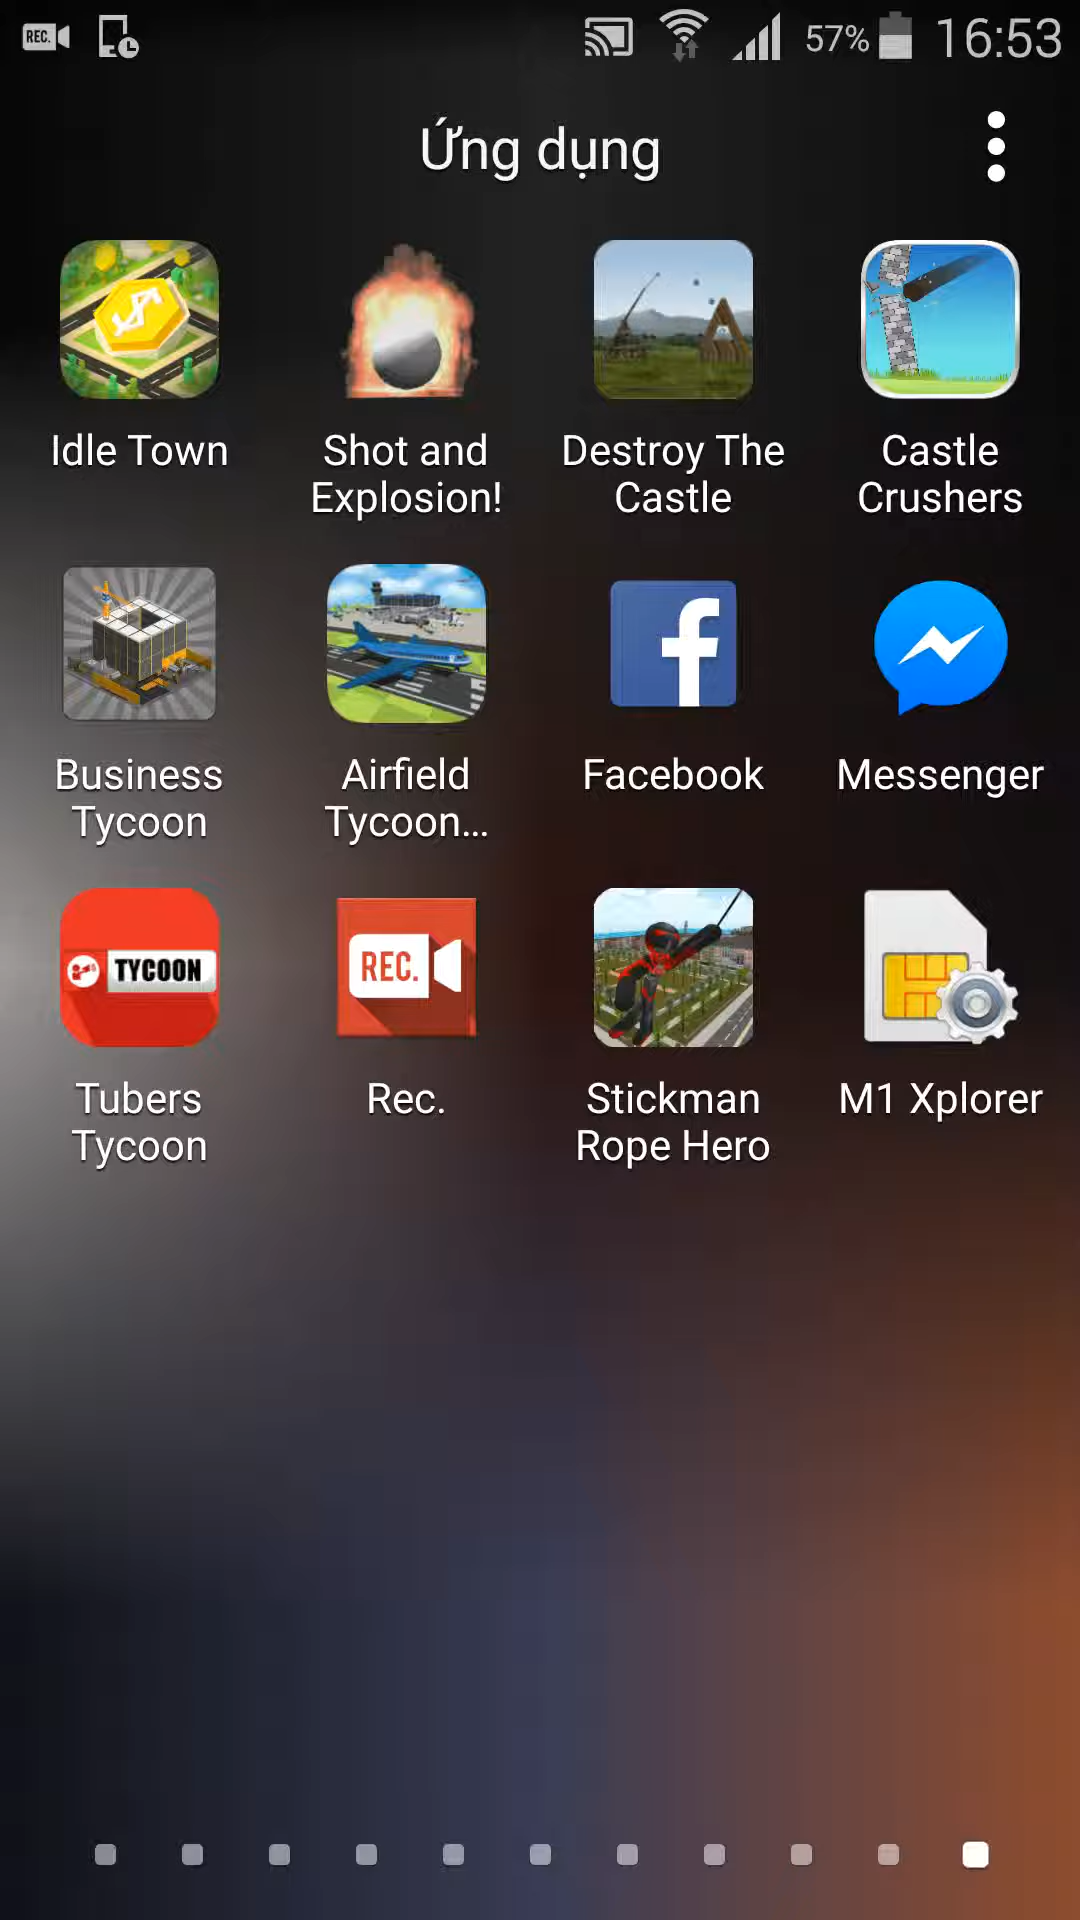 REC.
57% 16:53
Ứng dụng
Idle Town
Shot and
Explosion!
Destroy The
Castle
Castle
Crushers
Business
Tycoon
Airfield
Tycoon...
Facebook
Messenger
TYCOON
REC.
Tubers
Tycoon
Rec.
Stickman
Rope Hero
M1 Xplorer